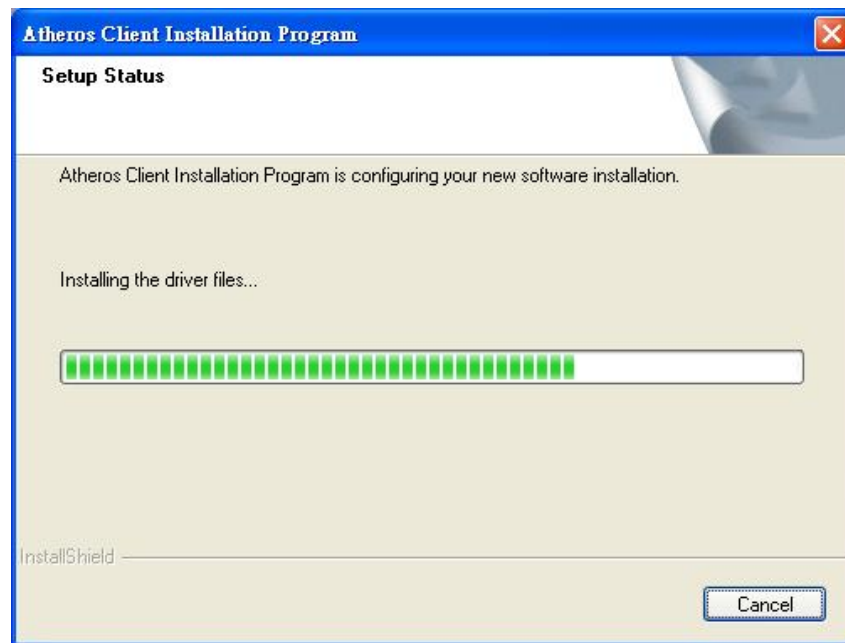 Atheros Client Installation Program
Setup Status
Atheros Client Installation Program is configuring your new software installation.
Installing the driver files...
InstallShield
Cancel